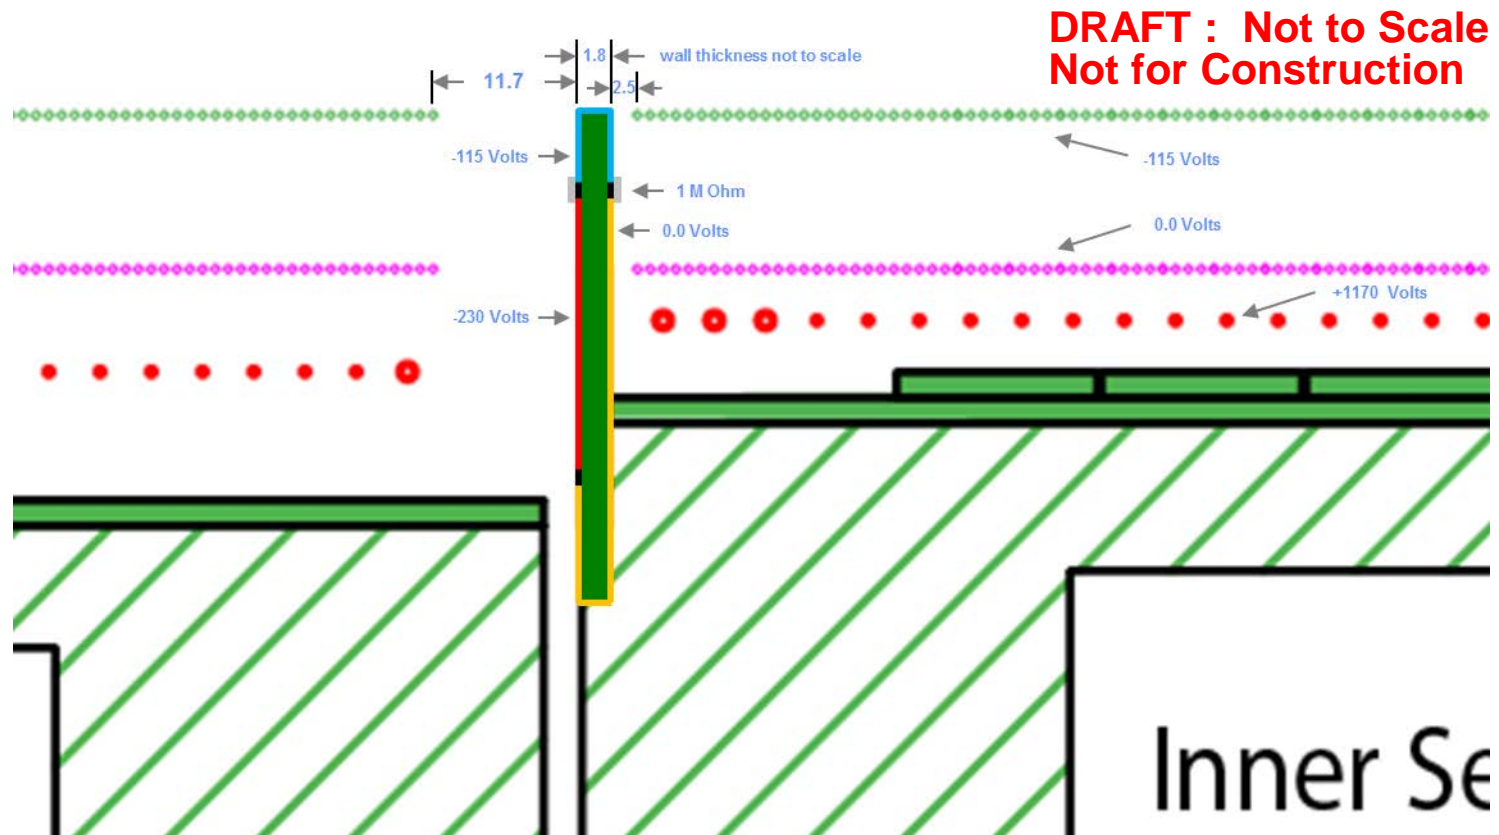 DRAFT : Not to Scale
Not for Construction
1.8
wall thickness not to scale
11.7
2.5
-115 Volts
-115 Volts
1 M Ohm
0.0 Volts
0.0 Volts
+1170 Volts
-230 Volts
Inner Se